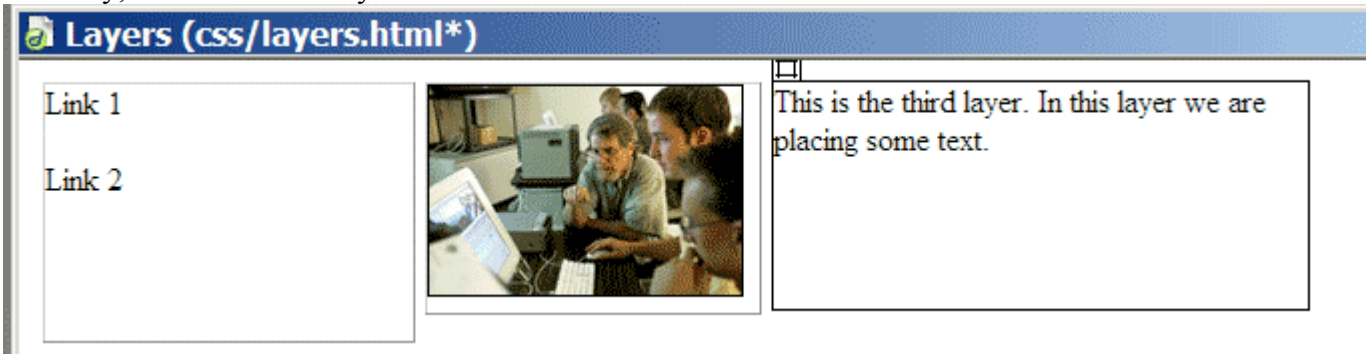 Layers (css/layers.html*)
Link 1
Link 2
This is the third layer. In this layer we are
placing some text.